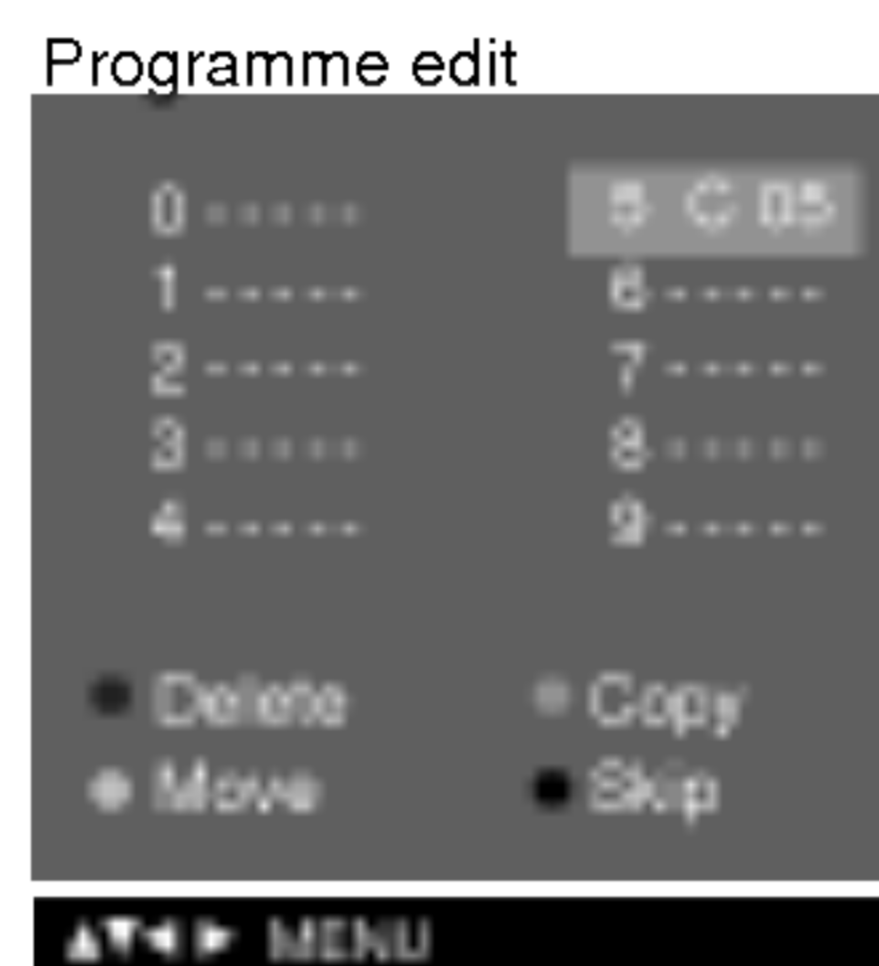 Programme edit
0 ----- 5 C 05
1 ----- 6 -----
2 ----- 7 -----
3 ----- 8 -----
4 ----- 9 -----
Delete Copy
Move Skip
▲▼◄ ► MENU